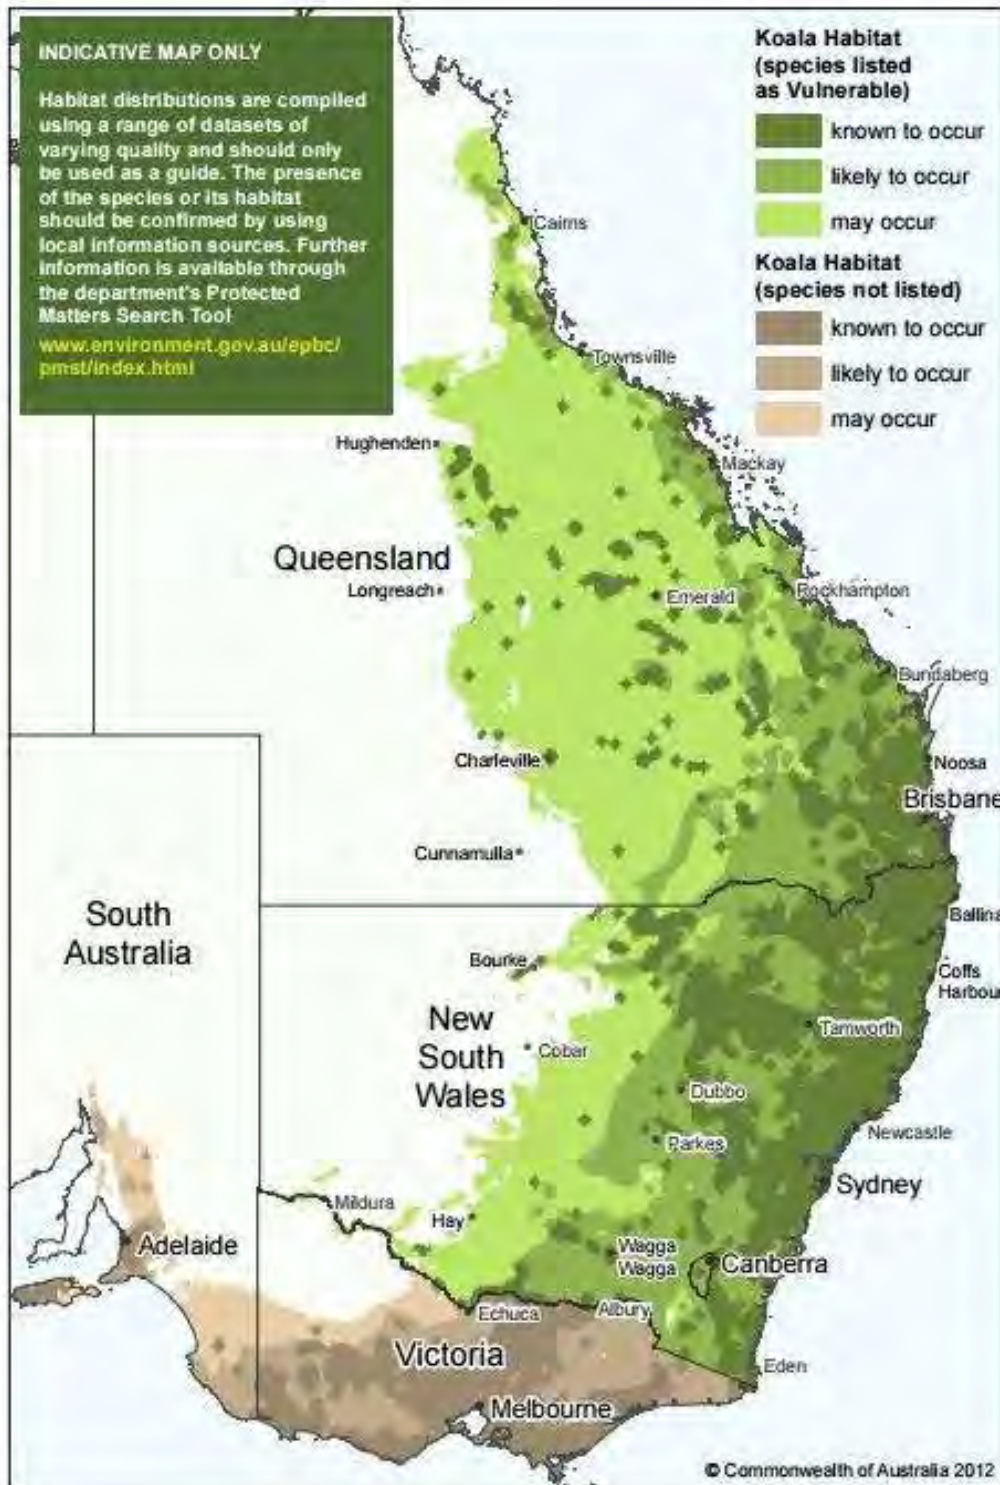 INDICATIVE MAP ONLY
Habitat distributions are compiled
using a range of datasets of
varying quality and should only
be used as a guide. The presence
of the species or its habitat
should be confirmed by using
local information sources. Further
information is available through
the department's Protected
Matters Search Tool
www.environment.gov.au/epbc/
pmst/index.html
Koala Habitat
(species listed
as Vulnerable)
known to occur
likely to occur
may occur
Koala Habitat
(species not listed)
known to occur
likely to occur
may occur
Cairns
Townsville
Hughenden
Mackay
Queensland
Longreach
Emerald
Rockhampton
Bundaberg
Charleville
Noosa
Brisbane
Cunnamulla
South
Australia
Ballina
Bourke
Coffs
Harbour
New
South
Wales
Tamworth
Cobar
Dubbo
Parkes
Newcastle
Sydney
Mildura
Hay
Adelaide
Wagga
Wagga
Canberra
Echuca
Albury
Victoria
Eden
Melbourne
© Commonwealth of Australia 2012